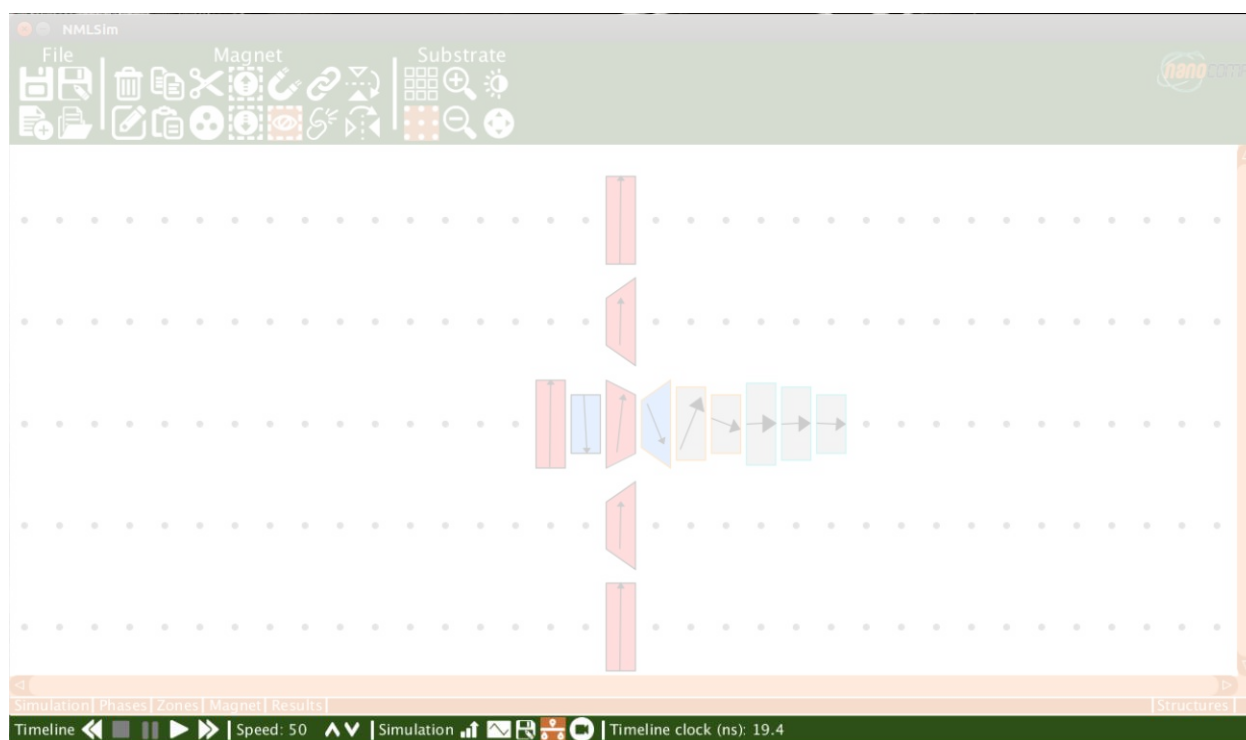 NMLSim
File Magnet Substrate
nanocomp
Simulation| Phases| Zones| Magnet| Results| Structures |
Timeline | Speed: 50 | Simulation | Timeline clock (ns): 19.4